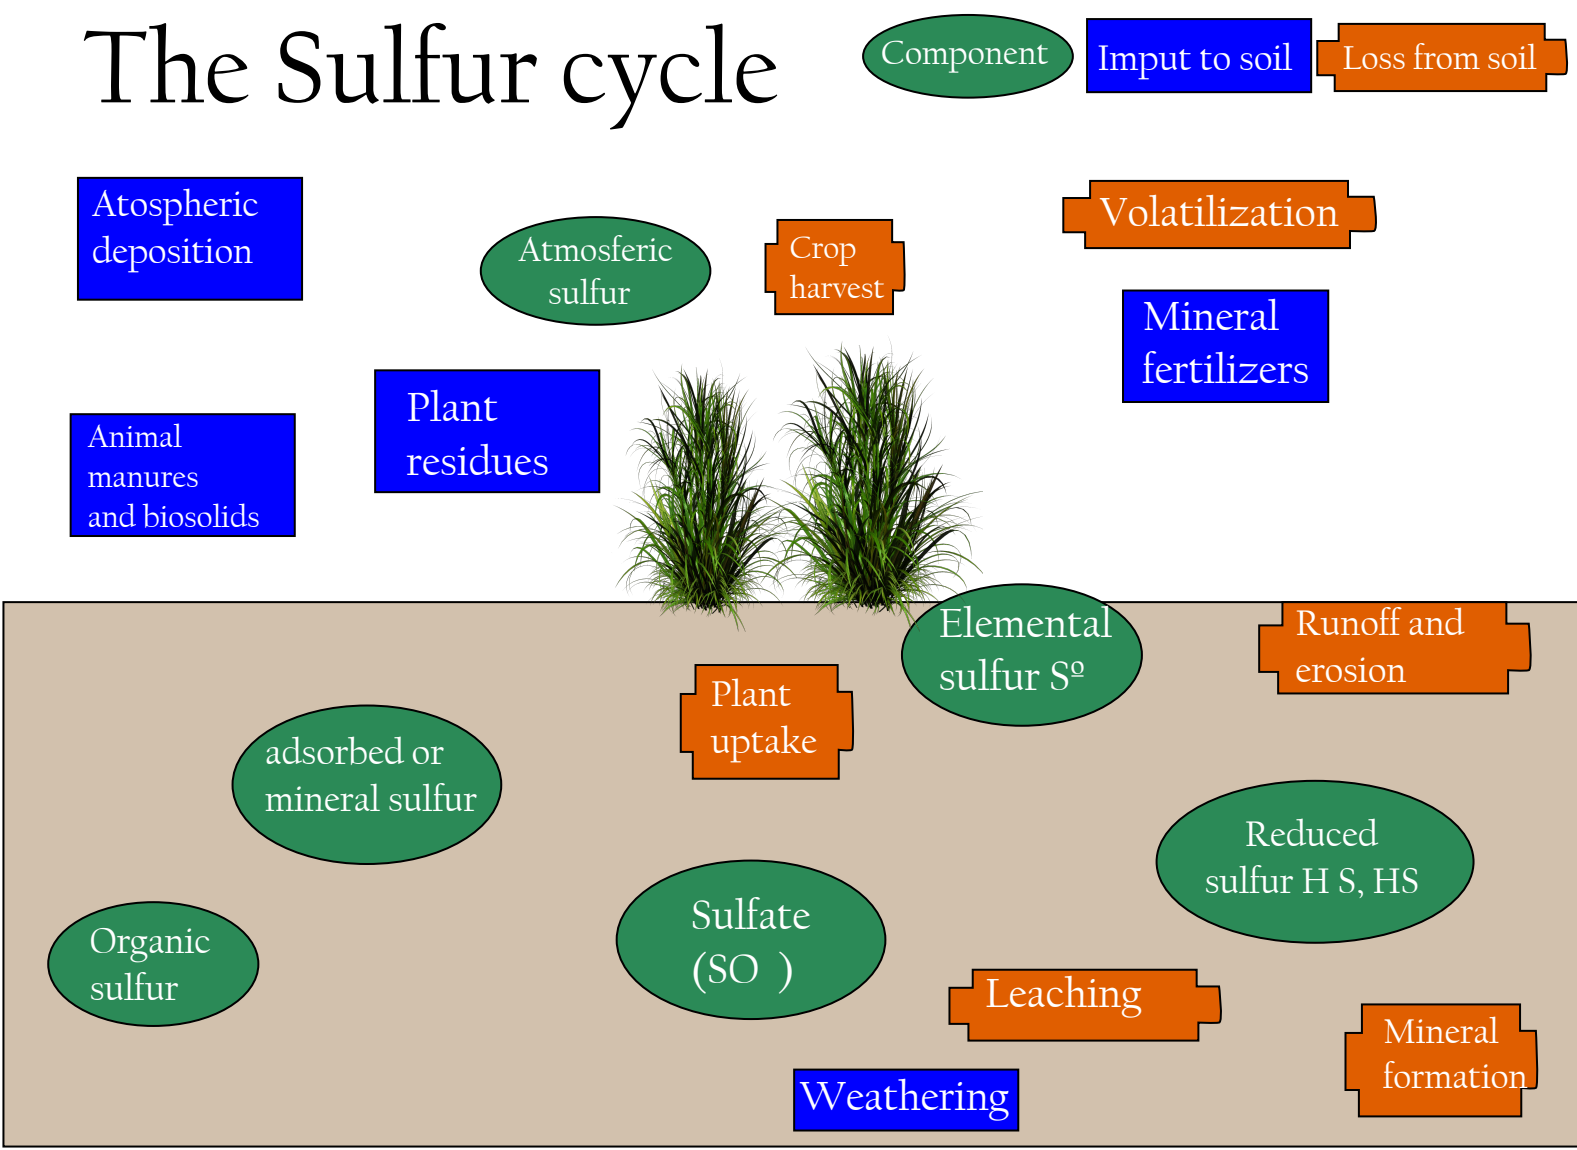 The Sulfur cycle
Component
Imput to soil
Loss from soil
Atospheric
deposition
Atmosferic
sulfur
Crop
harvest
Volatilization
Mineral
fertilizers
Plant
residues
Animal
manures
and biosolids
Elemental
sulfur Sº
Runoff and
erosion
Plant
uptake
adsorbed or
mineral sulfur
Reduced
sulfur H S, HS
Organic
sulfur
Sulfate
(SO  )
Leaching
Mineral
formation
Weathering